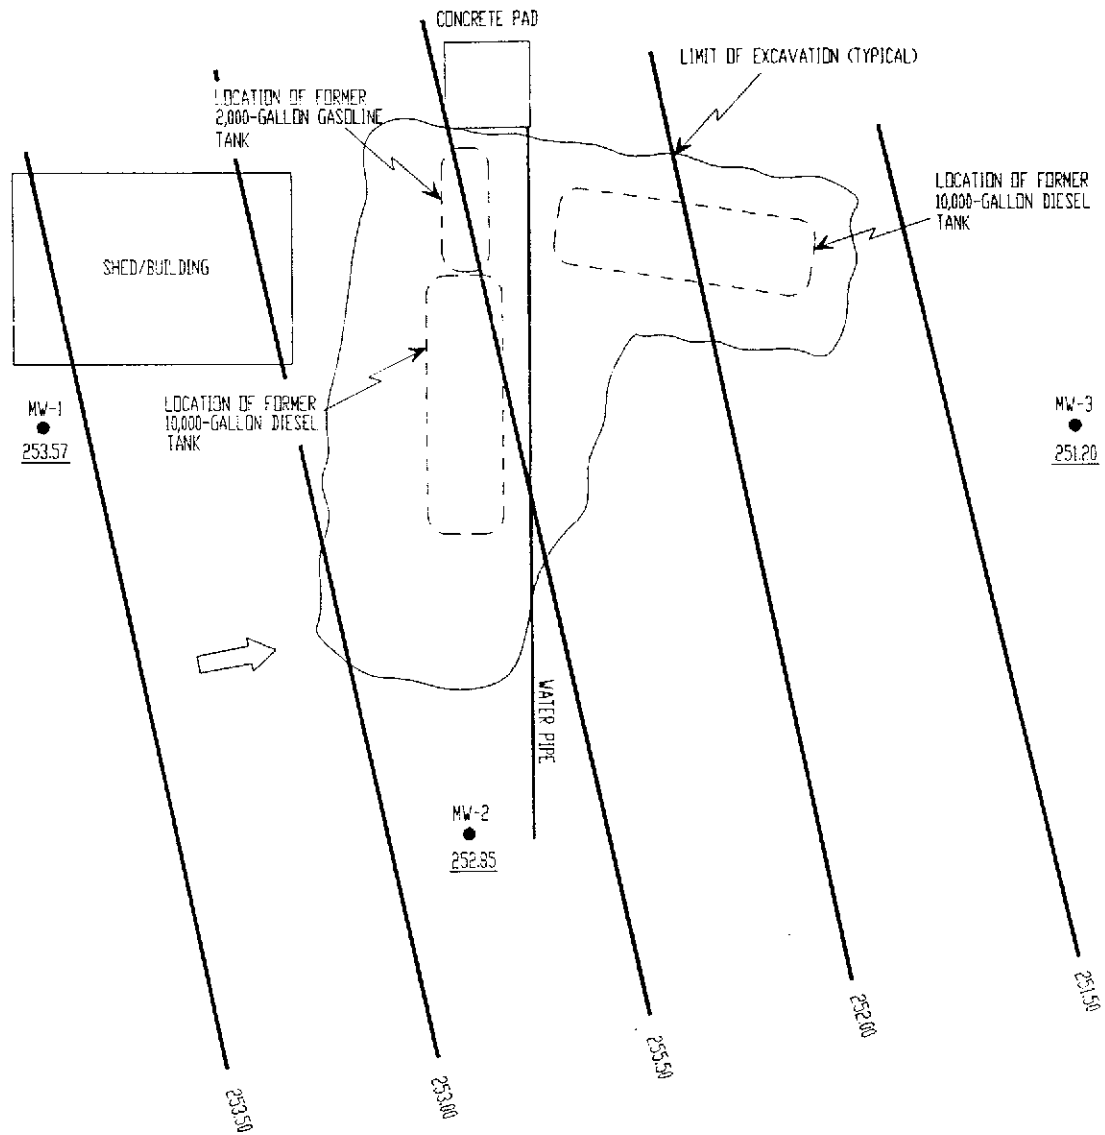 CONCRETE PAD
LIMIT OF EXCAVATION (TYPICAL)
LOCATION OF FORMER
2,000-GALLON GASOLINE
TANK
LOCATION OF FORMER
10,000-GALLON DIESEL
TANK
SHED/BUILDING
LOCATION OF FORMER
10,000-GALLON DIESEL
TANK
MW-1
253.57
MW-3
251.20
WATER PIPE
MW-2
252.85
253.50
253.00
255.50
252.00
251.50